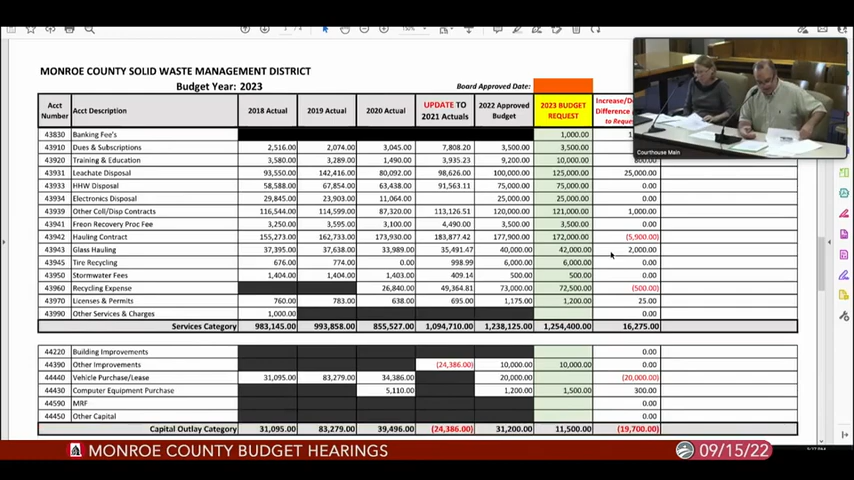 MONROE COUNTY SOLID WASTE MANAGEMENT DISTRICT
Budget Year: 2023
Board Approved Date:
Acct Number Acct Description 2018 Actual 2019 Actual 2020 Actual UPDATE TO 2021 Actuals 2022 Approved Budget 2023 BUDGET REQUEST
43830 Banking Fee's 1,000.00
43910 Dues & Subscriptions 2,516.00 2,074.00 3,045.00 7,808.20 3,500.00 3,500.00
43920 Training & Education 3,580.00 3,289.00 1,490.00 3,935.23 9,200.00 10,000.00 800.00
43931 Leachate Disposal 93,550.00 142,416.00 80,092.00 98,626.00 100,000.00 125,000.00 25,000.00
43933 HHW Disposal 58,588.00 67,854.00 63,438.00 91,563.11 75,000.00 75,000.00 0.00
43934 Electronics Disposal 29,845.00 23,903.00 11,064.00 25,000.00 25,000.00 0.00
43939 Other Coll/Disp Contracts 116,544.00 114,599.00 87,320.00 113,126.51 120,000.00 121,000.00 1,000.00
43941 Freon Recovery Proc Fee 3,250.00 3,595.00 3,100.00 4,490.00 3,500.00 3,500.00 0.00
43942 Hauling Contract 155,273.00 162,733.00 173,930.00 183,877.42 177,900.00 172,000.00 (5,900.00)
43943 Glass Hauling 37,395.00 37,638.00 33,989.00 35,491.47 40,000.00 42,000.00 2,000.00
43945 Tire Recycling 676.00 774.00 0.00 998.99 6,000.00 6,000.00 0.00
43950 Stormwater Fees 1,404.00 1,404.00 1,403.00 409.14 500.00 500.00 0.00
43960 Recycling Expense 26,840.00 49,364.81 73,000.00 72,500.00 (500.00)
43970 Licenses & Permits 760.00 783.00 638.00 695.00 1,175.00 1,200.00 25.00
43990 Other Services & Charges 1,000.00 0.00
Services Category 983,145.00 993,858.00 855,527.00 1,094,710.00 1,238,125.00 1,254,400.00 16,275.00
44220 Building Improvements 0.00
44390 Other Improvements (24,386.00) 10,000.00 10,000.00 0.00
44440 Vehicle Purchase/Lease 31,095.00 83,279.00 34,386.00 20,000.00 (20,000.00)
44430 Computer Equipment Purchase 5,110.00 1,200.00 1,500.00 300.00
44590 MRF 0.00
44450 Other Capital 0.00
Capital Outlay Category 31,095.00 83,279.00 39,496.00 (24,386.00) 31,200.00 11,500.00 (19,700.00)
Courthouse Main
MONROE COUNTY BUDGET HEARINGS
09/15/22